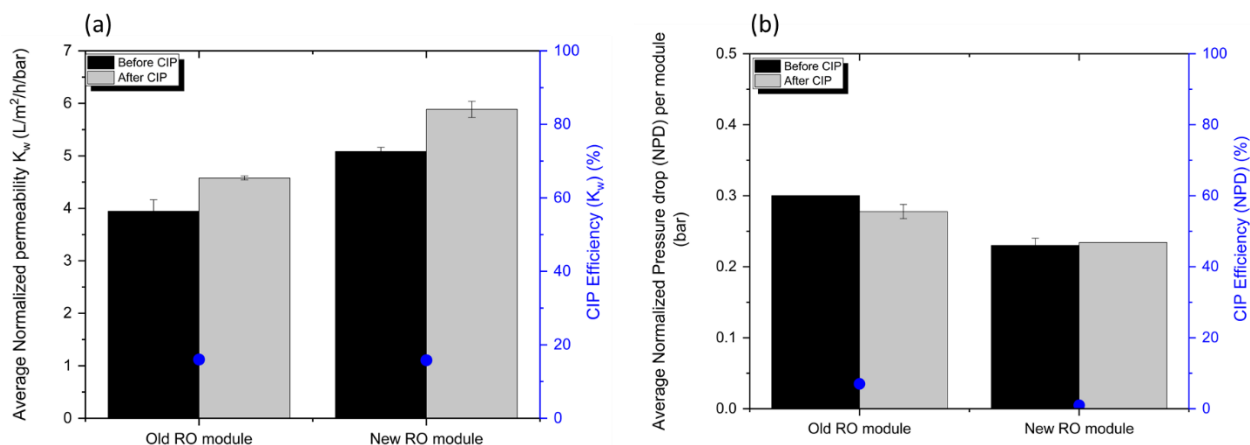 (a)
Average Normalized permeability Kw (L/m²/h/bar)
7
6
5
4
3
2
1
0
Before CIP
After CIP
100
80
60
40
20
0
CIP Efficiency (Kw) (%)
Old RO module
New RO module
(b)
Average Normalized Pressure drop (NPD) per module
(bar)
0.5
0.4
0.3
0.2
0.1
0.0
Before CIP
After CIP
100
80
60
40
20
0
CIP Efficiency (NPD) (%)
Old RO module
New RO module